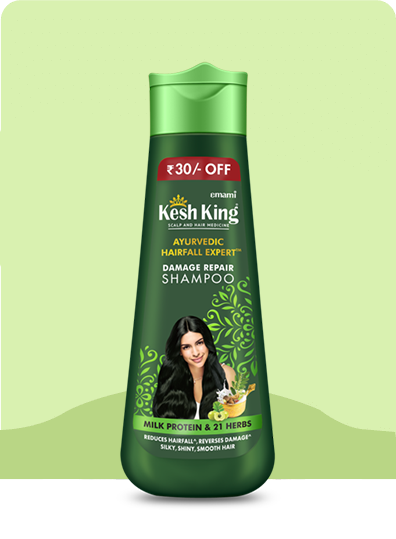 ₹30/- OFF
emami
Kesh King
SCALP AND HAIR MEDICINE
AYURVEDIC
HAIRFALL EXPERT™
DAMAGE REPAIR
SHAMPOO
MILK PROTEIN & 21 HERBS
REDUCES HAIRFALL^, REVERSES DAMAGE*
SILKY, SHINY, SMOOTH HAIR